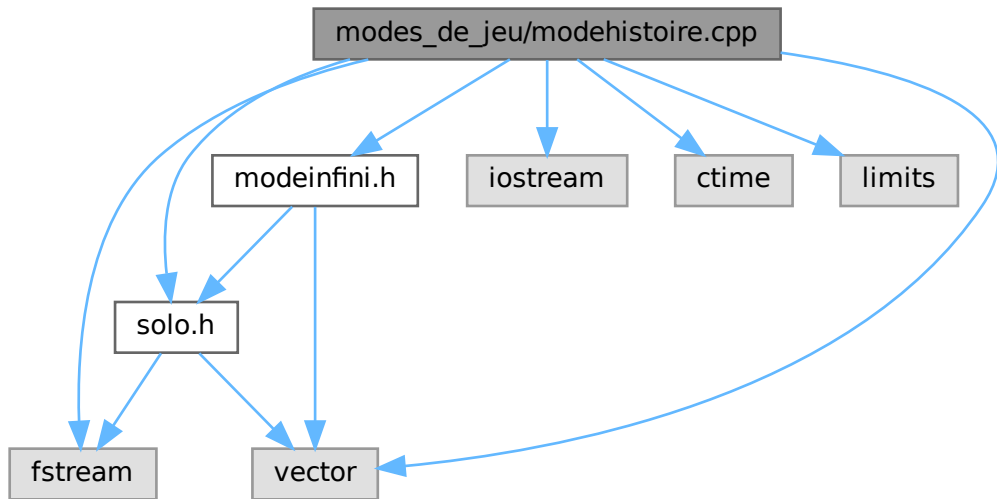 modes_de_jeu/modehistoire.cpp
modeinfini.h
iostream
ctime
limits
solo.h
fstream
vector